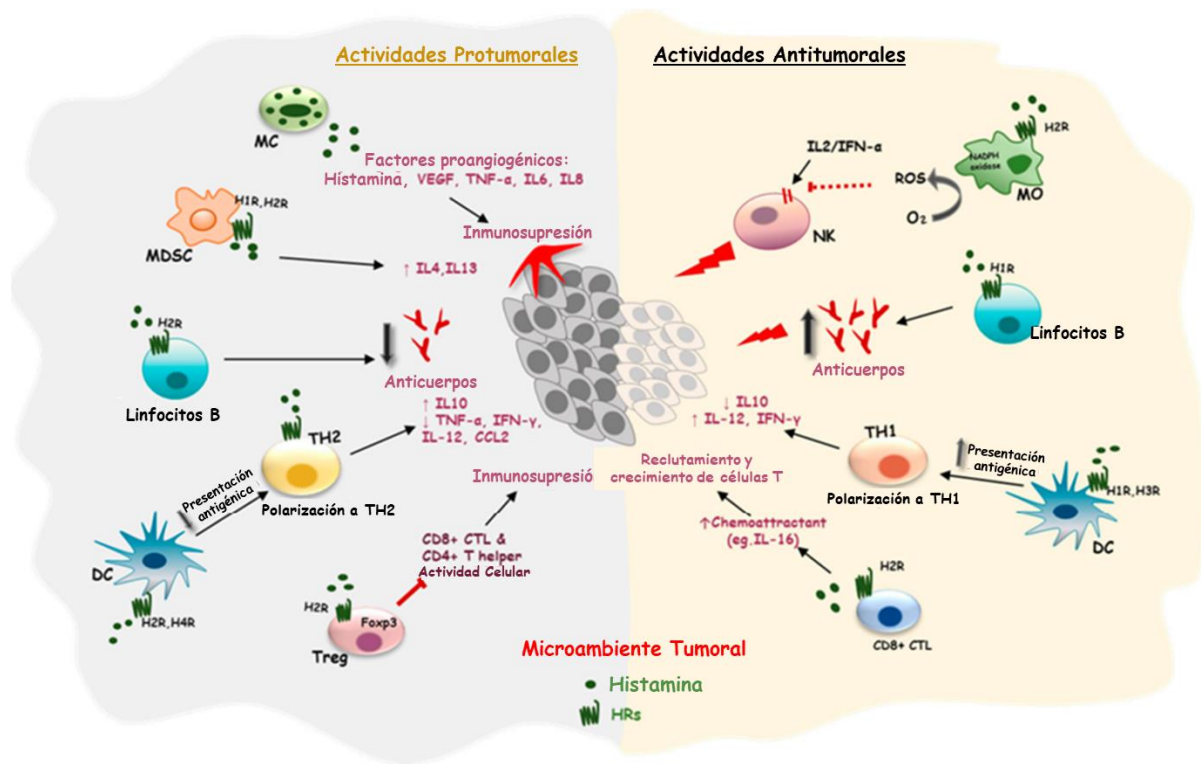 Actividades Protumorales
MC
Factores proangiogénicos:
Histamina, VEGF, TNF-α, IL6, IL8
H1R,H2R
MDSC
Inmunosupresión
↑ IL4,IL13
H2R
Linfocitos B
Anticuerpos
↑ IL10
↓ TNF-α, IFN-γ,
IL-12, CCL2
TH2
Polarización a TH2
Presentación
antigénica
DC
H2R,H4R
Inmunosupresió
CD8+ CTL &
CD4+ T helper
Actividad Celular
H2R
Foxp3
Treg
Actividades Antitumorales
IL2/IFN-α
NK
H2R
NADPH
oxidase
MO
ROS
O₂
H1R
Linfocitos B
Anticuerpos
↓ IL10
↑ IL-12, IFN-γ
TH1
Polarización a TH1
Presentación
antigénica
H1R,H3R
DC
Reclutamiento y
crecimiento de células T
↑Chemoattractant
(eg.IL-16)
H2R
CD8+ CTL
Microambiente Tumoral
Histamina
HRs